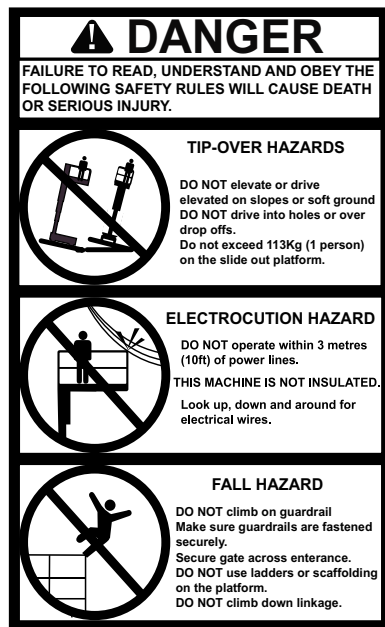 DANGER
FAILURE TO READ, UNDERSTAND AND OBEY THE
FOLLOWING SAFETY RULES WILL CAUSE DEATH
OR SERIOUS INJURY.
TIP-OVER HAZARDS
DO NOT elevate or drive
elevated on slopes or soft ground
DO NOT drive into holes or over
drop offs.
Do not exceed 113Kg (1 person)
on the slide out platform.
ELECTROCUTION HAZARD
DO NOT operate within 3 metres
(10ft) of power lines.
THIS MACHINE IS NOT INSULATED.
Look up, down and around for
electrical wires.
FALL HAZARD
DO NOT climb on guardrail
Make sure guardrails are fastened
securely.
Secure gate across enterance.
DO NOT use ladders or scaffolding
on the platform.
DO NOT climb down linkage.